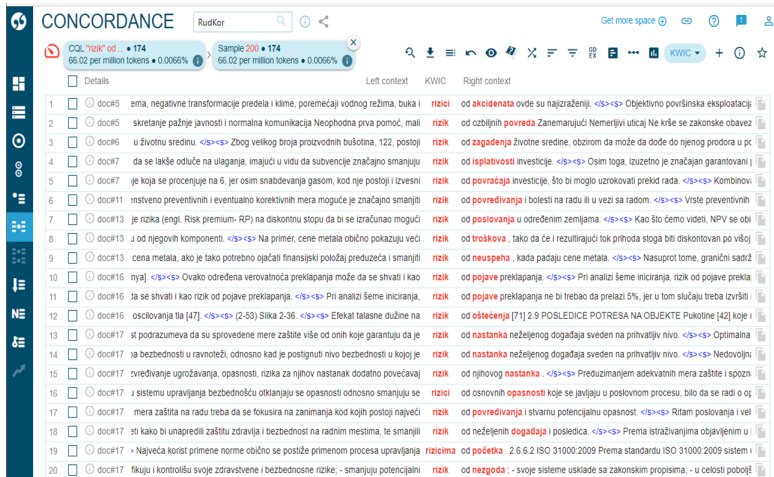 CONCORDANCE RudKor Get more space
CQL "rizik" od ... • 174
66.02 per million tokens • 0.0066%
Sample 200 • 174
66.02 per million tokens • 0.0066%
KWIC
Details Left context KWIC Right context
1 doc#5 ema, negativne transformacije predela i klime, poremećaji vodnog režima, buka i rizici od akcidenata ovde su najizraženiji. </s><s> Objektivno površinska eksploatacij
2 doc#5 skretanje pažnje javnosti i normalna komunikacija Neophodna prva pomoć, mali rizik od ozbiljnih povreda Zanemarujući Nemerljivi uticaj Ne krše se zakonske obavez
3 doc#6 u životnu sredinu. </s><s> Zbog velikog broja proizvodnih bušotina, 122, postoji rizik od zagađenja životne sredine, obzirom da može da dođe do njenog prodora u po
4 doc#7 da se lakše odluče na ulaganja, imajući u vidu da subvencije značajno smanjuju rizik od isplativosti investicije. </s><s> Osim toga, izuzetno je značajan garantovani
5 doc#7 je koja se procenjuje na 6, jer osim snabdevanja gasom, kod nje postoji i izvesni rizik od povraćaja investicije, što bi moglo uzrokovati prekid rada. </s><s> Kombinova
6 doc#11 enstveno preventivnih i eventualno korektivnih mera moguće je značajno smanjiti rizik od povređivanja i bolesti na radu ili u vezi sa radom. </s><s> Vrste preventivnih
7 doc#13 je rizika (engl. Risk premium- RP) na diskontnu stopu da bi se izračunao mogući rizik od poslovanja u određenim zemljama. </s><s> Kao što ćemo videti, NPV se obi
8 doc#13 u od njegovih komponenti. </s><s> Na primer, cene metala obično pokazuju veći rizik od troškova , tako da će i rezultirajući tok prihoda stoga biti diskontovan po višoj
9 doc#13 cena metala, ako je tako potrebno ojačati finansijski položaj preduzeća i smanjiti rizik od neuspeha , kada padaju cene metala. </s><s> Nasuprot tome, granični sadrž
10 doc#16 nya]. </s><s> Ovako određena verovatnoća preklapanja može da se shvati i kao rizik od pojave preklapanja. </s><s> Pri analizi šeme iniciranja, rizik od pojave prekla
11 doc#16 da se shvati i kao rizik od pojave preklapanja. </s><s> Pri analizi šeme iniciranja, rizik od pojave preklapanja ne bi trebao da prelazi 5%, jer u tom slučaju treba izvršiti
12 doc#16 oscilovanja tla [47]. </s><s> (2-53) Slika 2-36. </s><s> Efekat talasne dužine na rizik od oštećenja [71] 2.9 POSLEDICE POTRESA NA OBJEKTE Pukotine [42] koje n
13 doc#17 st podrazumeva da su sprovedene mere zaštite više od onih koje garantuju da je rizik od nastanka neželjenog događaja sveden na prihvatljiv nivo. </s><s> Optimalna
14 doc#17 na bezbednosti u ravnoteži, odnosno kad je postignut nivo bezbednosti u kojoj je rizik od nastanka neželjenog događaja sveden na prihvatljiv nivo. </s><s> Nedovoljna
15 doc#17 zvređivanje ugrožavanja, opasnosti, rizika za njihov nastanak dodatno povećavaj rizik od njihovog nastanka . </s><s> Preduzimanjem adekvatnih mera zaštite i spozna
16 doc#17 sistemu upravljanja bezbednošću otklanjaju se opasnosti odnosno smanjuju se rizici od osnovnih opasnosti koje se javljaju u poslovnom procesu, bilo da se radi o op
17 doc#17 mera zaštita na radu treba da se fokusira na zanimanja kod kojih postoji najveći rizik od povređivanja i stvarnu potencijalnu opasnost. </s><s> Ritam poslovanja i vel
18 doc#17 eti kako bi unapredili zaštitu zdravlja i bezbednost na radnim mestima, te smanjili rizik od neželjenih događaja i posledica. </s><s> Prema istraživanjima objavljenim u
19 doc#17 Najveća korist primene norme obično se postiže primenom procesa upravljanja rizicima od početka . 2.6.6.2 ISO 31000:2009 Prema standardu ISO 31000:2009 sistem
20 doc#17 fikuju i kontrolišu svoje zdravstvene i bezbednosne rizike; - smanjuju potencijalni rizik od nezgoda ; - svoje sisteme usklade sa zakonskim propisima; - u celosti poboljš